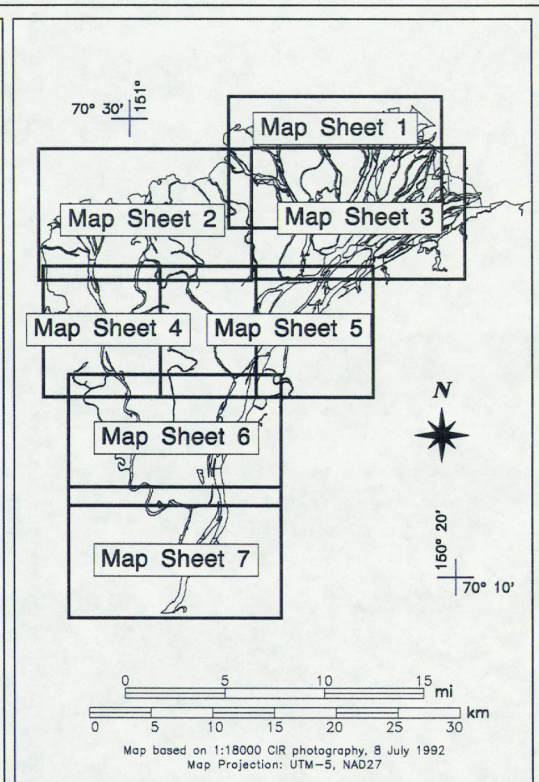 70° 30'
151°
Map Sheet 1
Map Sheet 2
Map Sheet 3
Map Sheet 4
Map Sheet 5
Map Sheet 6
Map Sheet 7
N
150° 20'
70° 10'
0 5 10 15
mi
0 5 10 15 20 25 30
km
Map based on 1:18000 CIR photography, 8 July 1992
Map Projection: UTM-5, NAD27